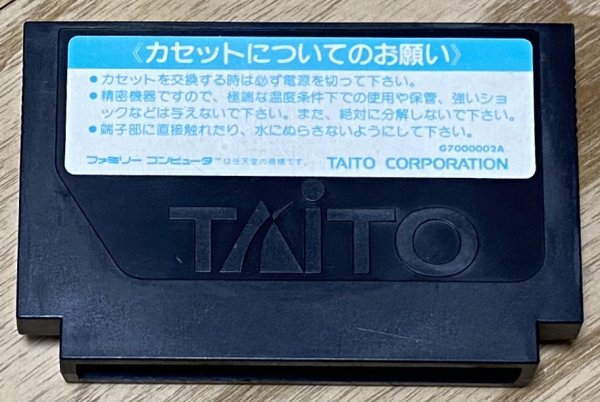 《カセットについてのお願い》
●カセットを交換する時は必ず電源を切って下さい。
●精密機器ですので、極端な温度条件下での使用や保管、強いショ
ックなどは与えないで下さい。また、絶対に分解しないで下さい。
●端子部に直接触れたり、水にぬらさないようにして下さい。
G7000002A
ファミリー コンピュータ™は任天堂の商標です。 TAITO CORPORATION
TAiTO